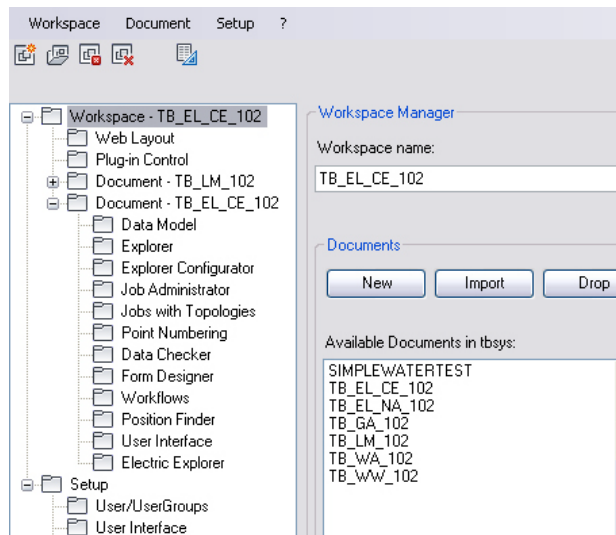 Workspace Document Setup ?
Workspace - TB_EL_CE_102
Web Layout
Plug-in Control
Document - TB_LM_102
Document - TB_EL_CE_102
Data Model
Explorer
Explorer Configurator
Job Administrator
Jobs with Topologies
Point Numbering
Data Checker
Form Designer
Workflows
Position Finder
User Interface
Electric Explorer
Setup
User/UserGroups
User Interface
Workspace Manager
Workspace name:
TB_EL_CE_102
Documents
New Import Drop
Available Documents in tbsys:
SIMPLEWATERTEST
TB_EL_CE_102
TB_EL_NA_102
TB_GA_102
TB_LM_102
TB_WA_102
TB_WW_102